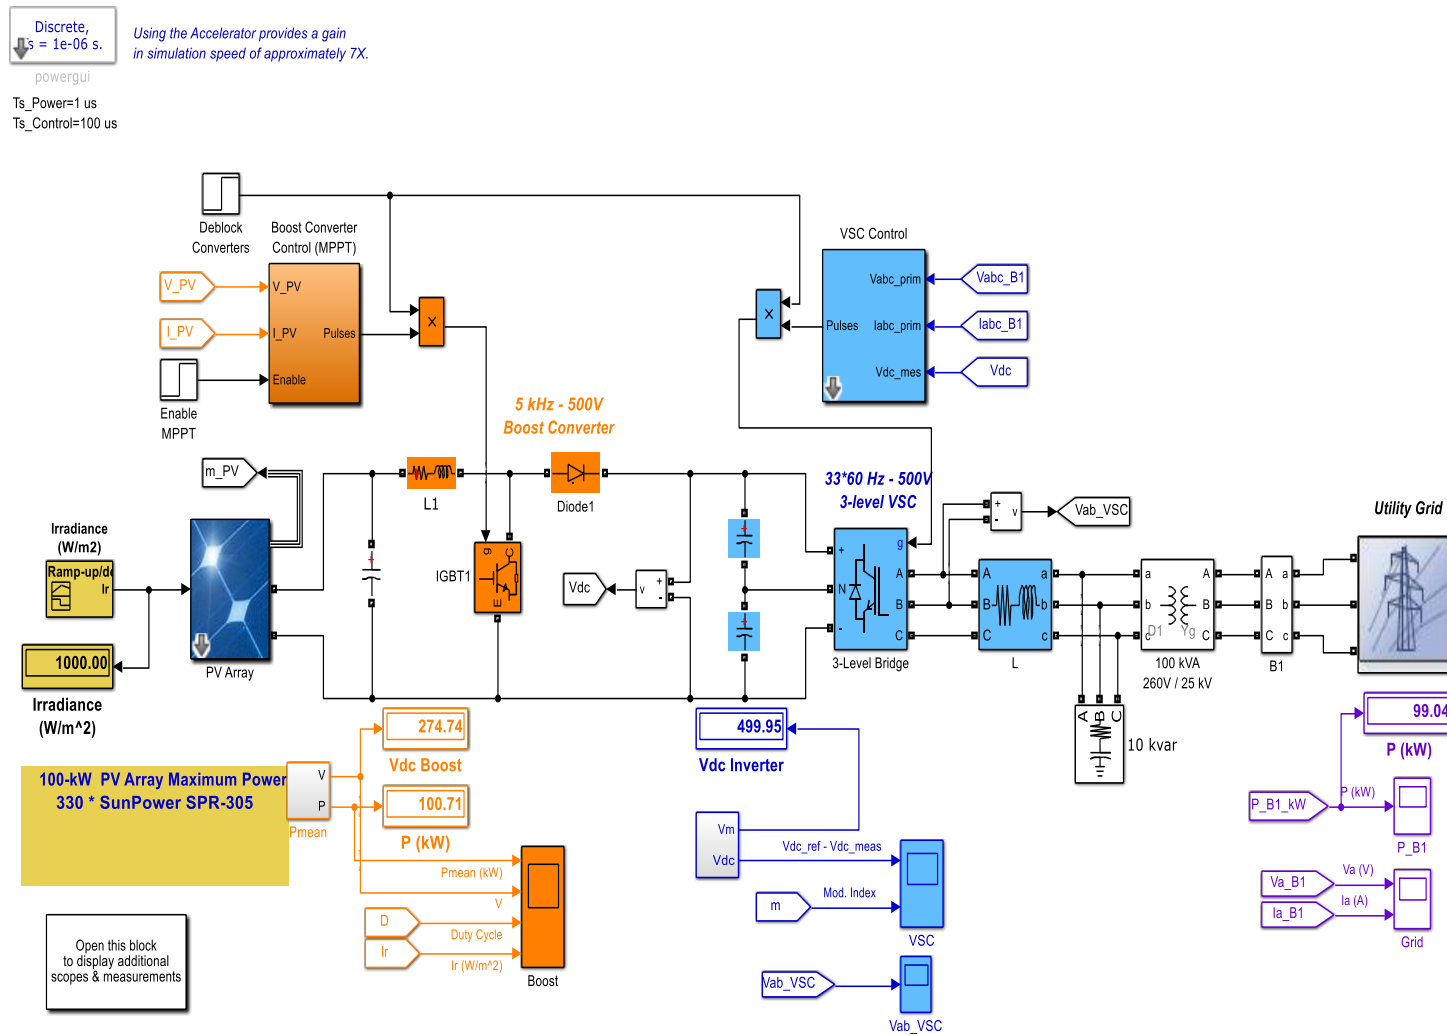 Discrete,
s = 1e-06 s.
powergui
Using the Accelerator provides a gain
in simulation speed of approximately 7X.
Ts_Power=1 us
Ts_Control=100 us
Deblock
Converters
Boost Converter
Control (MPPT)
V_PV
V_PV
I_PV
I_PV
Pulses
Enable
Enable
MPPT
X
X
VSC Control
Vabc_prim
Vabc_B1
Pulses
Iabc_prim
Iabc_B1
Vdc_mes
Vdc
5 kHz - 500V
Boost Converter
m_PV
L1
Diode1
33*60 Hz - 500V
3-level VSC
+
-
v
Vab_VSC
Utility Grid
Irradiance
(W/m2)
Ramp-up/do
Ir
1000.00
Irradiance
(W/m^2)
PV Array
+
IGBT1
g
C
E
Vdc
v
+
-
+
+
+
N
-
g
A
B
C
3-Level Bridge
A
B
C
a
b
c
L
a
b
c
A
B
C
D1
Yg
100 kVA
260V / 25 kV
A
B
C
a
b
c
B1
A
B
C
10 kvar
274.74
Vdc Boost
499.95
Vdc Inverter
99.04
P (kW)
100-kW PV Array Maximum Power
330 * SunPower SPR-305
V
P
Pmean
100.71
P (kW)
Pmean (kW)
V
D
Duty Cycle
Ir
Ir (W/m^2)
Boost
Vm
Vdc
Vdc_ref - Vdc_meas
m
Mod. Index
VSC
Vab_VSC
Vab_VSC
P_B1_kW
P (kW)
P_B1
Va_B1
Va (V)
Ia_B1
Ia (A)
Grid
Open this block
to display additional
scopes & measurements